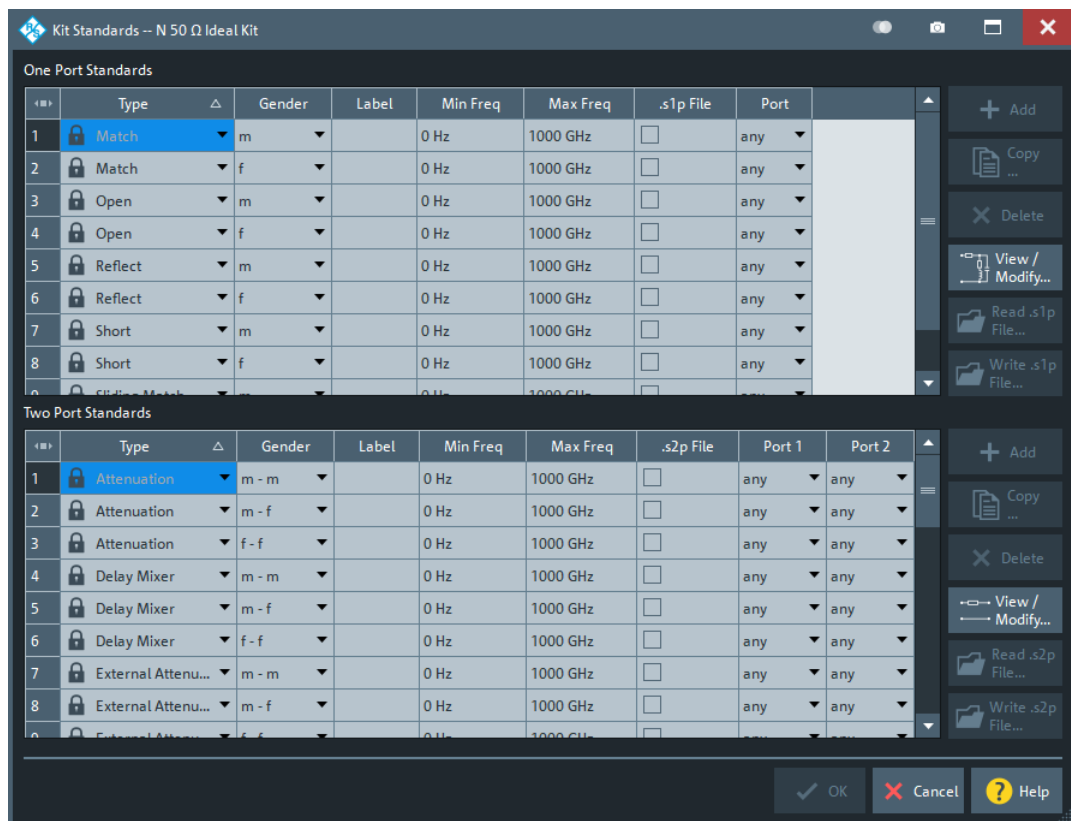 Kit Standards -- N 50 Ω Ideal Kit
One Port Standards
Type Gender Label Min Freq Max Freq .s1p File Port
1 Match m 0 Hz 1000 GHz any
2 Match f 0 Hz 1000 GHz any
3 Open m 0 Hz 1000 GHz any
4 Open f 0 Hz 1000 GHz any
5 Reflect m 0 Hz 1000 GHz any
6 Reflect f 0 Hz 1000 GHz any
7 Short m 0 Hz 1000 GHz any
8 Short f 0 Hz 1000 GHz any
Add
Copy
...
Delete
View /
Modify...
Read .s1p
File...
Write .s1p
File...
Two Port Standards
Type Gender Label Min Freq Max Freq .s2p File Port 1 Port 2
1 Attenuation m - m 0 Hz 1000 GHz any any
2 Attenuation m - f 0 Hz 1000 GHz any any
3 Attenuation f - f 0 Hz 1000 GHz any any
4 Delay Mixer m - m 0 Hz 1000 GHz any any
5 Delay Mixer m - f 0 Hz 1000 GHz any any
6 Delay Mixer f - f 0 Hz 1000 GHz any any
7 External Attenu... m - m 0 Hz 1000 GHz any any
8 External Attenu... m - f 0 Hz 1000 GHz any any
Add
Copy
...
Delete
View /
Modify...
Read .s2p
File...
Write .s2p
File...
OK Cancel Help